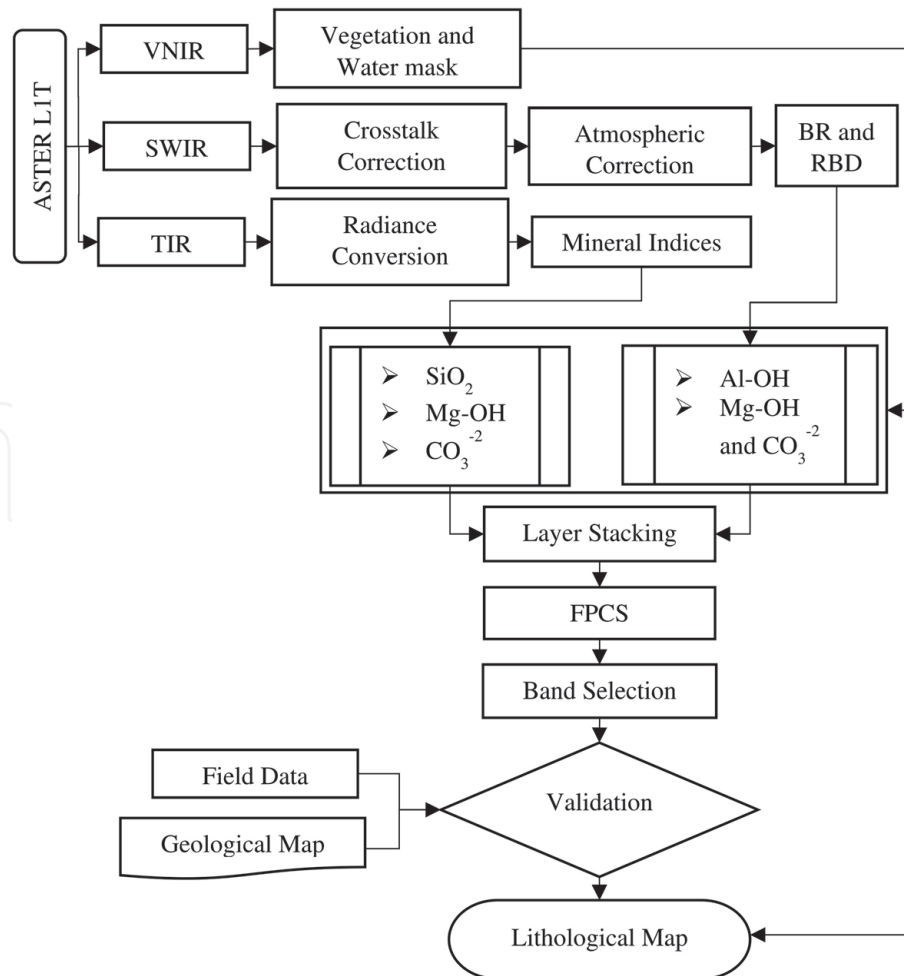 ASTER L1T
VNIR
Vegetation and
Water mask
SWIR
Crosstalk
Correction
Atmospheric
Correction
BR and
RBD
TIR
Radiance
Conversion
Mineral Indices
➢ SiO₂
➢ Mg-OH
➢ CO₃⁻²
➢ Al-OH
➢ Mg-OH
and CO₃⁻²
Layer Stacking
FPCS
Band Selection
Field Data
Geological Map
Validation
Lithological Map